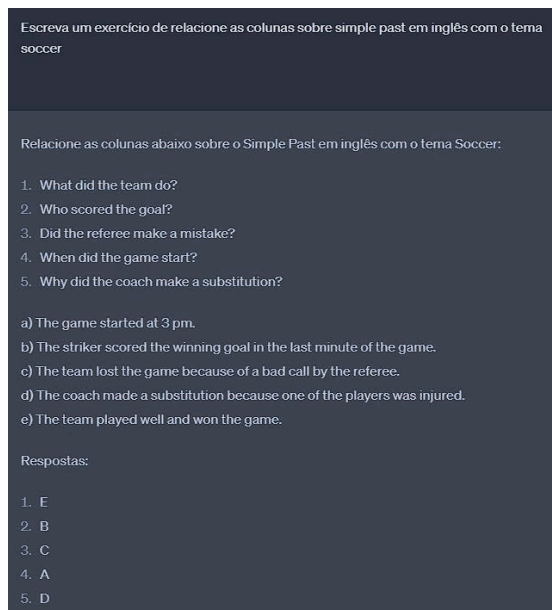 Escreva um exercício de relacione as colunas sobre simple past em inglês com o tema
soccer
Relacione as colunas abaixo sobre o Simple Past em inglês com o tema Soccer:
1. What did the team do?
2. Who scored the goal?
3. Did the referee make a mistake?
4. When did the game start?
5. Why did the coach make a substitution?
a) The game started at 3 pm.
b) The striker scored the winning goal in the last minute of the game.
c) The team lost the game because of a bad call by the referee.
d) The coach made a substitution because one of the players was injured.
e) The team played well and won the game.
Respostas:
1. E
2. B
3. C
4. A
5. D